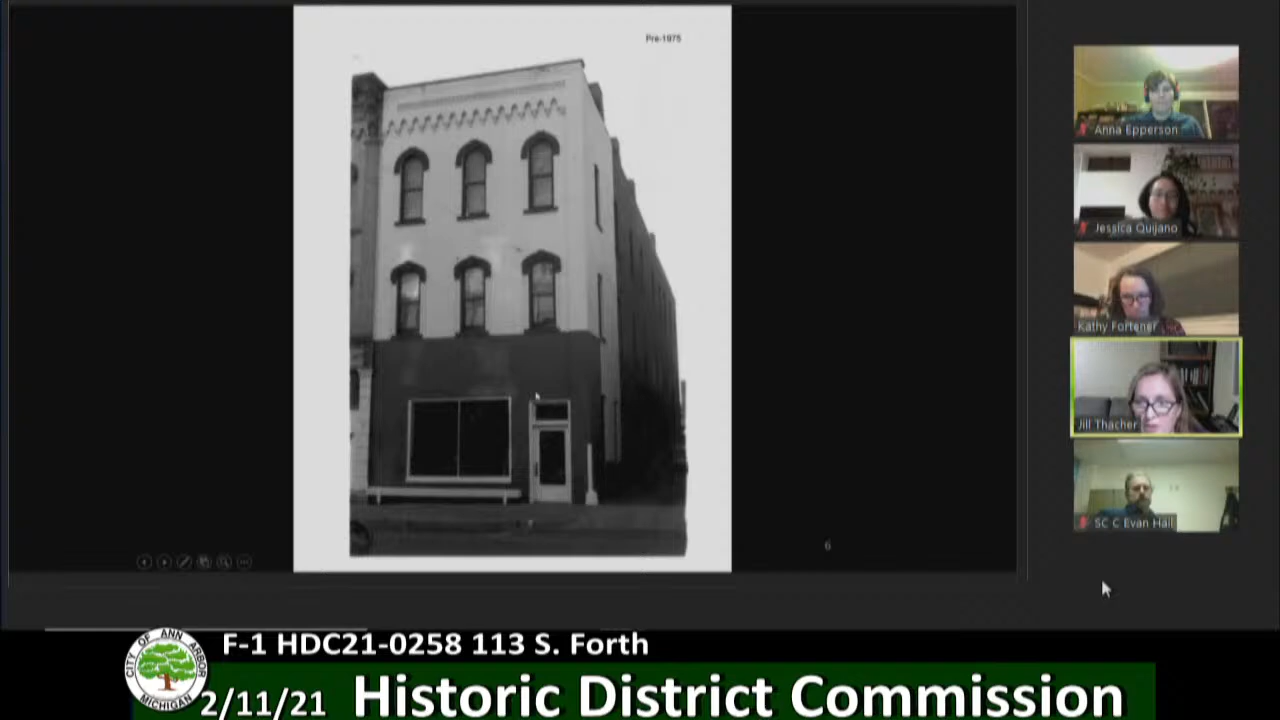 Pre-1975
Anna Epperson
Jessica Quijano
Kathy Fortener
Jill Thacher
SC C Evan Hall
6
F-1 HDC21-0258 113 S. Forth
CITY OF ANN ARBOR
MICHIGAN
2/11/21 Historic District Commission